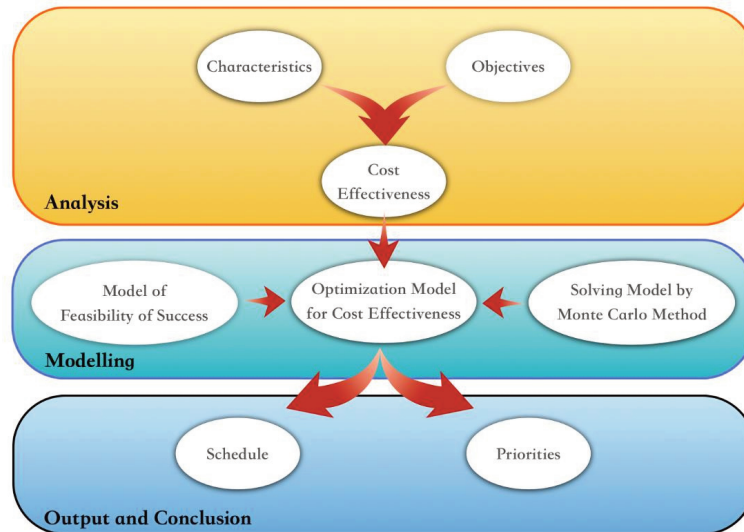 Characteristics
Objectives
Cost
Effectiveness
Analysis
Model of
Feasibility of Success
Optimization Model
for Cost Effectiveness
Solving Model by
Monte Carlo Method
Modelling
Schedule
Priorities
Output and Conclusion